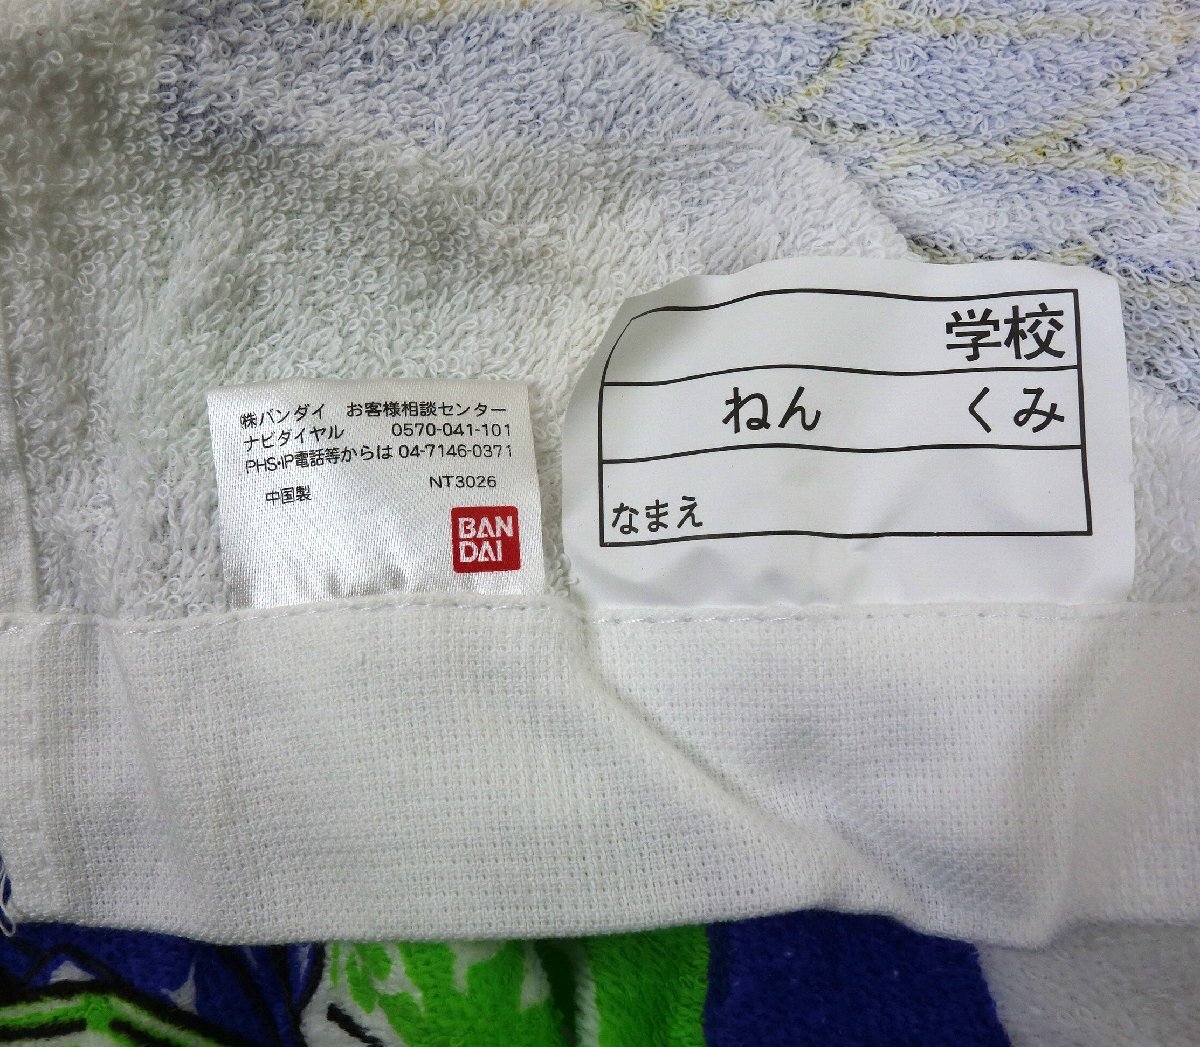 ㈱バンダイ お客様相談センター
ナビダイヤル 0570-041-101
PHS・IP電話等からは 04-7146-0371
中国製 NT3026
BAN
DAI
学校
ねん くみ
なまえ